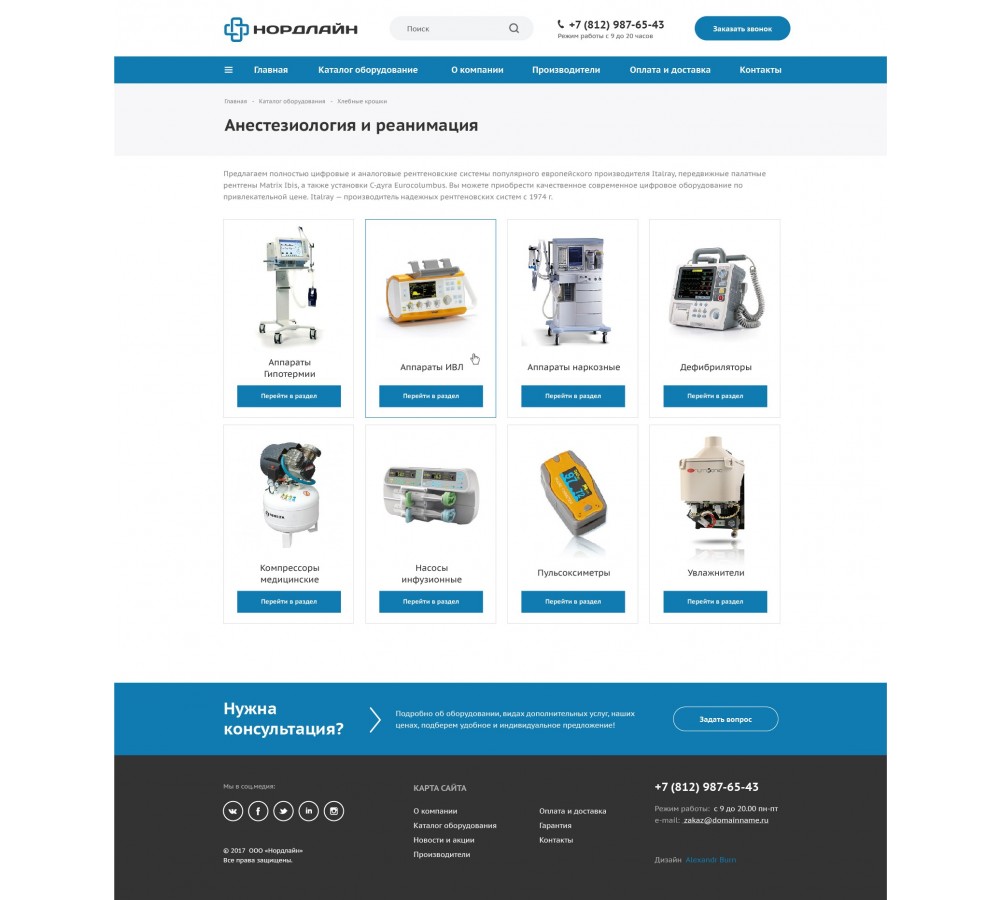 НОРДЛАЙН
Поиск
+7 (812) 987-65-43
Режим работы с 9 до 20 часов
Заказать звонок
Главная
Каталог оборудование
О компании
Производители
Оплата и доставка
Контакты
Главная - Каталог оборудования - Хлебные крошки
Анестезиология и реанимация
Предлагаем полностью цифровые и аналоговые рентгеновские системы популярного европейского производителя Italray, передвижные палатные
рентгены Matrix Ibis, а также установки С-дуга Eurocolumbus. Вы можете приобрести качественное современное цифровое оборудование по
привлекательной цене. Italray — производитель надежных рентгеновских систем с 1974 г.
Аппараты
Гипотермии
Перейти в раздел
Аппараты ИВЛ
Перейти в раздел
Аппараты наркозные
Перейти в раздел
Дефибриляторы
Перейти в раздел
Компрессоры
медицинские
Перейти в раздел
Насосы
инфузионные
Перейти в раздел
Пульсоксиметры
Перейти в раздел
Увлажнители
Перейти в раздел
Нужна
консультация?
Подробно об оборудовании, видах дополнительных услуг, наших
ценах, подберем удобное и индивидуальное предложение!
Задать вопрос
Мы в соц.медия:
© 2017 ООО «Нордлайн»
Все права защищены.
КАРТА САЙТА
О компании
Каталог оборудования
Новости и акции
Производители
Оплата и доставка
Гарантия
Контакты
+7 (812) 987-65-43
Режим работы: с 9 до 20.00 пн-пт
e-mail: zakaz@domainname.ru
Дизайн Alexandr Burn